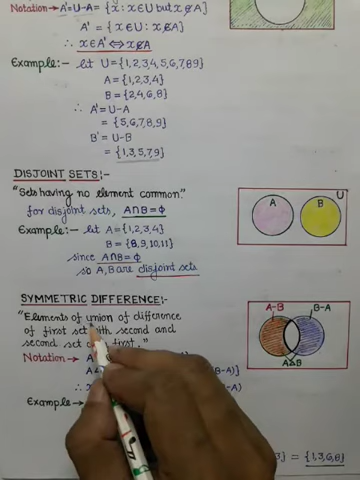 Notation→ A'=U-A= {x: x∈U but x∉A}
A' = {x∈U: x∉A}
∴ x∈A' ⇔ x∉A
Example:- let U={1,2,3,4,5,6,7,8,9}
A={1,2,3,4}
B={2,4,6,8}
∴ A'=U-A
= {5,6,7,8,9}
B'=U-B
= {1,3,5,7,9}
DISJOINT SETS:-
"Sets having no element common."
for disjoint sets, A∩B=Φ
Example:- let A={1,2,3,4}
B={8,9,10,11}
since A∩B=Φ
so A,B are disjoint sets
A B U
SYMMETRIC DIFFERENCE:-
"Elements of union of difference
of first set with second and
second set first."
A-B B-A
A∆B
Notation→
-A)]
Example→
3} = {1,3,6,8}